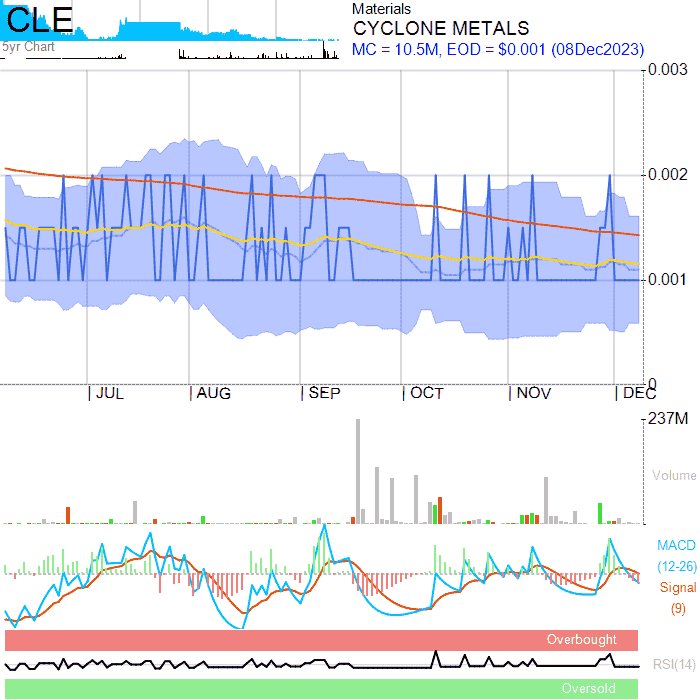 CLE
5yr Chart
Materials
CYCLONE METALS
MC = 10.5M, EOD = $0.001 (08Dec2023)
0.003
0.002
0.001
0
JUL AUG SEP OCT NOV DEC
237M
Volume
MACD
(12-26)
Signal
(9)
Overbought
RSI(14)
Oversold